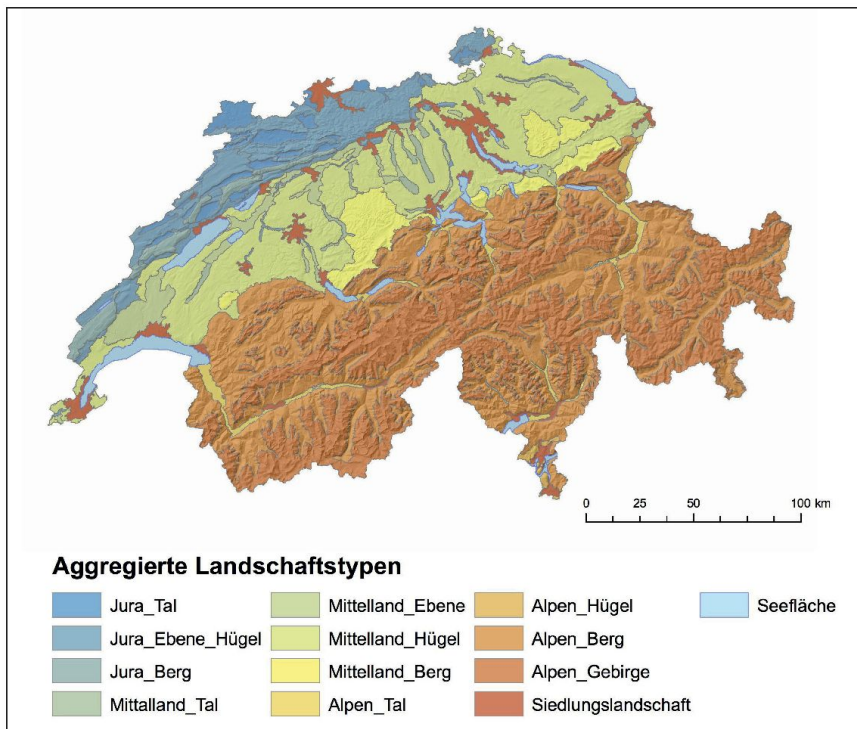 0 25 50 100 km
Aggregierte Landschaftstypen
Jura_Tal
Jura_Ebene_Hügel
Jura_Berg
Mittalland_Tal
Mittelland_Ebene
Mittelland_Hügel
Mittelland_Berg
Alpen_Tal
Alpen_Hügel
Alpen_Berg
Alpen_Gebirge
Siedlungslandschaft
Seefläche